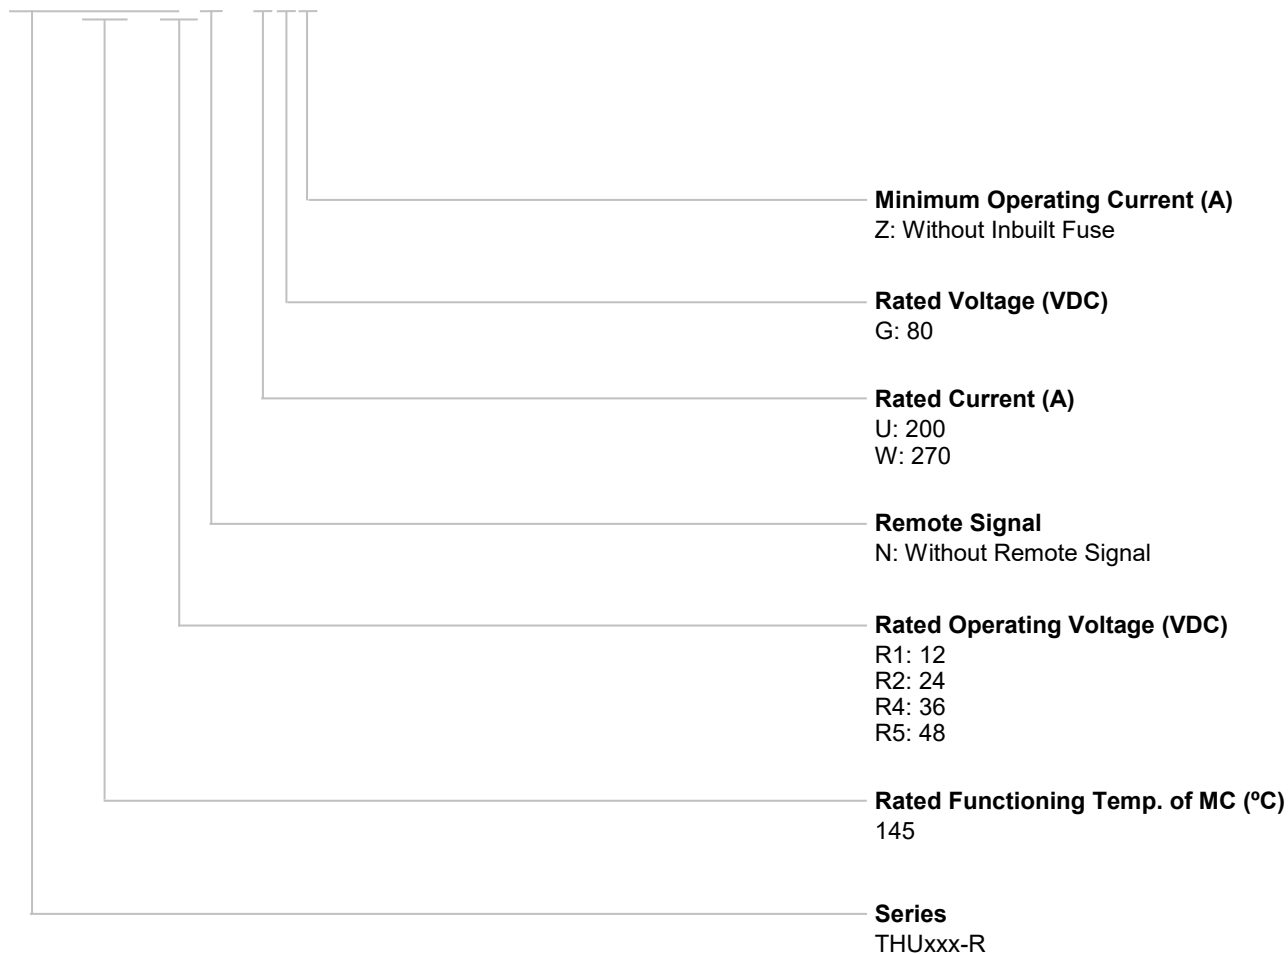 Minimum Operating Current (A)
Z: Without Inbuilt Fuse
Rated Voltage (VDC)
G: 80
Rated Current (A)
U: 200
W: 270
Remote Signal
N: Without Remote Signal
Rated Operating Voltage (VDC)
R1: 12
R2: 24
R4: 36
R5: 48
Rated Functioning Temp. of MC (ºC)
145
Series
THUxxx-R